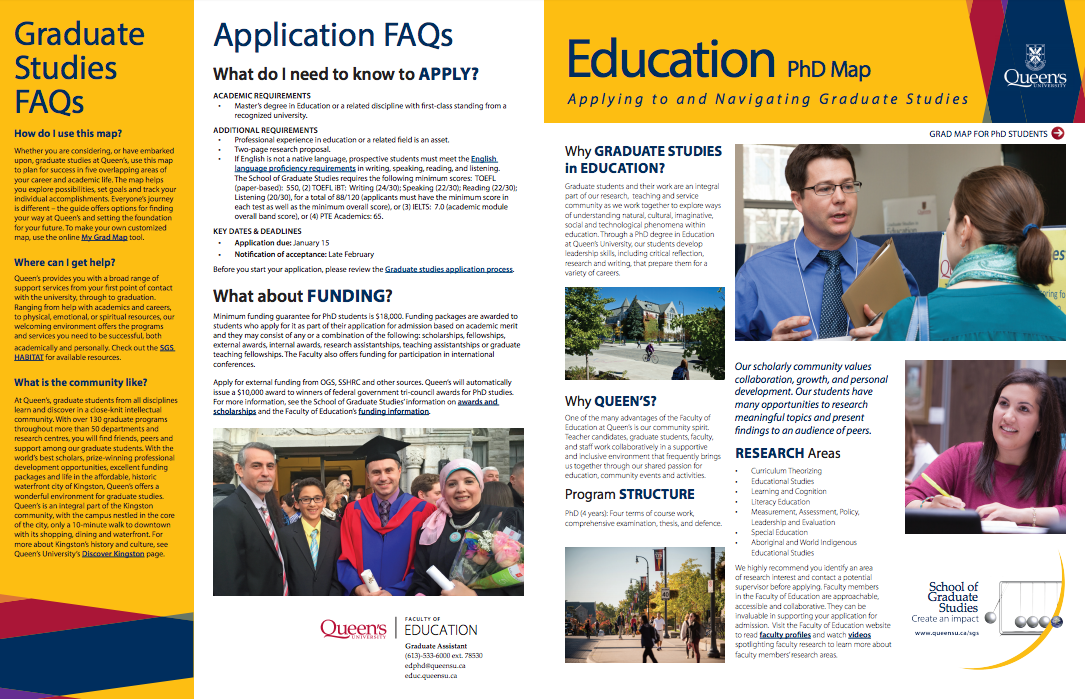 Graduate
Studies
FAQs
How do I use this map?
Whether you are considering, or have embarked
upon, graduate studies at Queen's, use this map
to plan for success in five overlapping areas
of your career and academic life. The map helps
you explore possibilities, set goals and track your
individual accomplishments. Everyone's journey
is different – the guide offers options for finding
your way at Queen's and setting the foundation
for your future. To make your own customized
map, use the online My Grad Map tool.
Where can I get help?
Queen's provides you with a broad range of
support services from your first point of contact
with the university, through to graduation.
Ranging from help with academics and careers,
to physical, emotional, or spiritual resources, our
welcoming environment offers the programs
and services you need to be successful, both
academically and personally. Check out the SGS
HABITAT for available resources.
What is the community like?
At Queen's, graduate students from all disciplines
learn and discover in a close-knit intellectual
community. With over 130 graduate programs
throughout more than 50 departments and
research centres, you will find friends, peers and
support among our graduate students. With the
world's best scholars, prize-winning professional
development opportunities, excellent funding
packages and life in the affordable, historic
waterfront city of Kingston, Queen's offers a
wonderful environment for graduate studies.
Queen's is an integral part of the Kingston
community, with the campus nestled in the core
of the city, only a 10-minute walk to downtown
with its shopping, dining and waterfront. For
more about Kingston's history and culture, see
Queen's University's Discover Kingston page.
Application FAQs
What do I need to know to APPLY?
ACADEMIC REQUIREMENTS
• Master's degree in Education or a related discipline with first-class standing from a
recognized university.
ADDITIONAL REQUIREMENTS
• Professional experience in education or a related field is an asset.
• Two-page research proposal.
• If English is not a native language, prospective students must meet the English
language proficiency requirements in writing, speaking, reading, and listening.
The School of Graduate Studies requires the following minimum scores: TOEFL
(paper-based): 550, (2) TOEFL iBT: Writing (24/30); Speaking (22/30); Reading (22/30);
Listening (20/30), for a total of 88/120 (applicants must have the minimum score in
each test as well as the minimum overall score), or (3) IELTS: 7.0 (academic module
overall band score), or (4) PTE Academics: 65.
KEY DATES & DEADLINES
• Application due: January 15
• Notification of acceptance: Late February
Before you start your application, please review the Graduate studies application process.
What about FUNDING?
Minimum funding guarantee for PhD students is $18,000. Funding packages are awarded to
students who apply for it as part of their application for admission based on academic merit
and they may consist of any or a combination of the following: scholarships, fellowships,
external awards, internal awards, research assistantships, teaching assistantships or graduate
teaching fellowships. The Faculty also offers funding for participation in international
conferences.
Apply for external funding from OGS, SSHRC and other sources. Queen's will automatically
issue a $10,000 award to winners of federal government tri-council awards for PhD studies.
For more information, see the School of Graduate Studies' information on awards and
scholarships and the Faculty of Education's funding information.
Queen's
UNIVERSITY
FACULTY OF
EDUCATION
Graduate Assistant
(613)-533-6000 ext. 78530
edphd@queensu.ca
educ.queensu.ca
Education PhD Map
Applying to and Navigating Graduate Studies
Queen's
UNIVERSITY
GRAD MAP FOR PhD STUDENTS
Why GRADUATE STUDIES
in EDUCATION?
Graduate students and their work are an integral
part of our research, teaching and service
community as we work together to explore ways
of understanding natural, cultural, imaginative,
social and technological phenomena within
education. Through a PhD degree in Education
at Queen's University, our students develop
leadership skills, including critical reflection,
research and writing, that prepare them for a
variety of careers.
Why QUEEN'S?
One of the many advantages of the Faculty of
Education at Queen's is our community spirit.
Teacher candidates, graduate students, faculty,
and staff work collaboratively in a supportive
and inclusive environment that frequently brings
us together through our shared passion for
education, community events and activities.
Program STRUCTURE
PhD (4 years): Four terms of course work,
comprehensive examination, thesis, and defence.
Our scholarly community values
collaboration, growth, and personal
development. Our students have
many opportunities to research
meaningful topics and present
findings to an audience of peers.
RESEARCH Areas
• Curriculum Theorizing
• Educational Studies
• Learning and Cognition
• Literacy Education
• Measurement, Assessment, Policy,
Leadership and Evaluation
• Special Education
• Aboriginal and World Indigenous
Educational Studies
We highly recommend you identify an area
of research interest and contact a potential
supervisor before applying. Faculty members
in the Faculty of Education are approachable,
accessible and collaborative. They can be
invaluable in supporting your application for
admission. Visit the Faculty of Education website
to read faculty profiles and watch videos
spotlighting faculty research to learn more about
faculty members' research areas.
School of
Graduate
Studies
Create an impact
www.queensu.ca/sgs